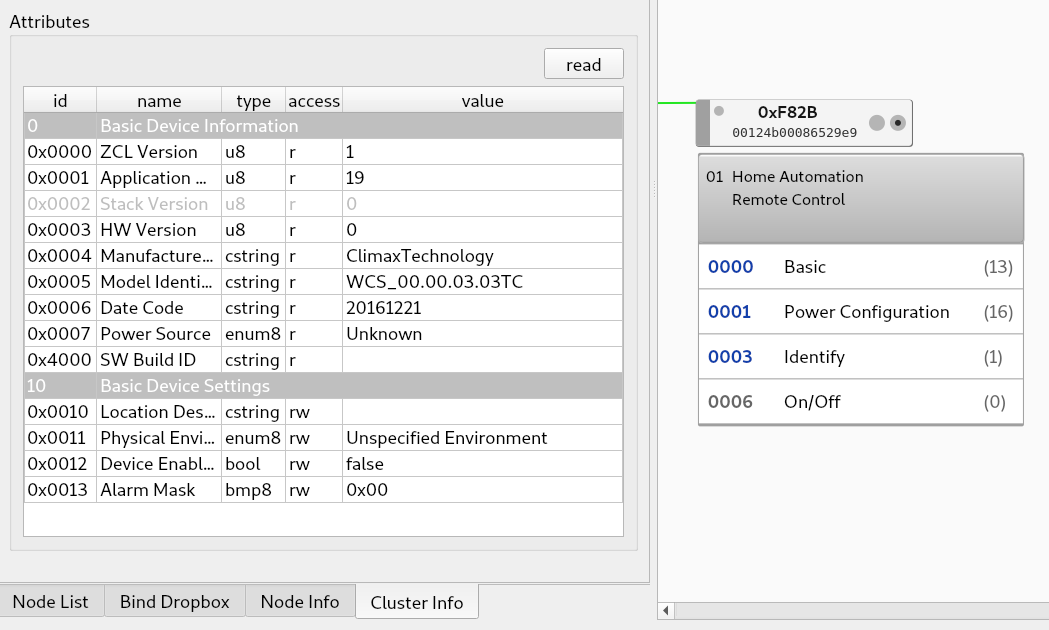 Attributes
read
id name type access value
0 Basic Device Information
0x0000 ZCL Version u8 r 1
0x0001 Application ... u8 r 19
0x0002 Stack Version u8 r 0
0x0003 HW Version u8 r 0
0x0004 Manufacture... cstring r ClimaxTechnology
0x0005 Model Identi... cstring r WCS_00.00.03.03TC
0x0006 Date Code cstring r 20161221
0x0007 Power Source enum8 r Unknown
0x4000 SW Build ID cstring r
10 Basic Device Settings
0x0010 Location Des... cstring rw
0x0011 Physical Envi... enum8 rw Unspecified Environment
0x0012 Device Enabl... bool rw false
0x0013 Alarm Mask bmp8 rw 0x00
Node List Bind Dropbox Node Info Cluster Info
0xF82B
00124b00086529e9
01 Home Automation
Remote Control
0000 Basic (13)
0001 Power Configuration (16)
0003 Identify (1)
0006 On/Off (0)